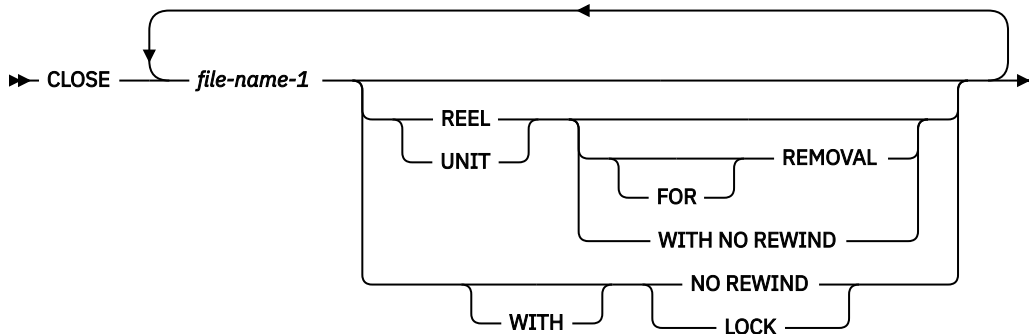 CLOSE file-name-1
REEL
UNIT
REMOVAL
FOR
WITH NO REWIND
NO REWIND
WITH
LOCK